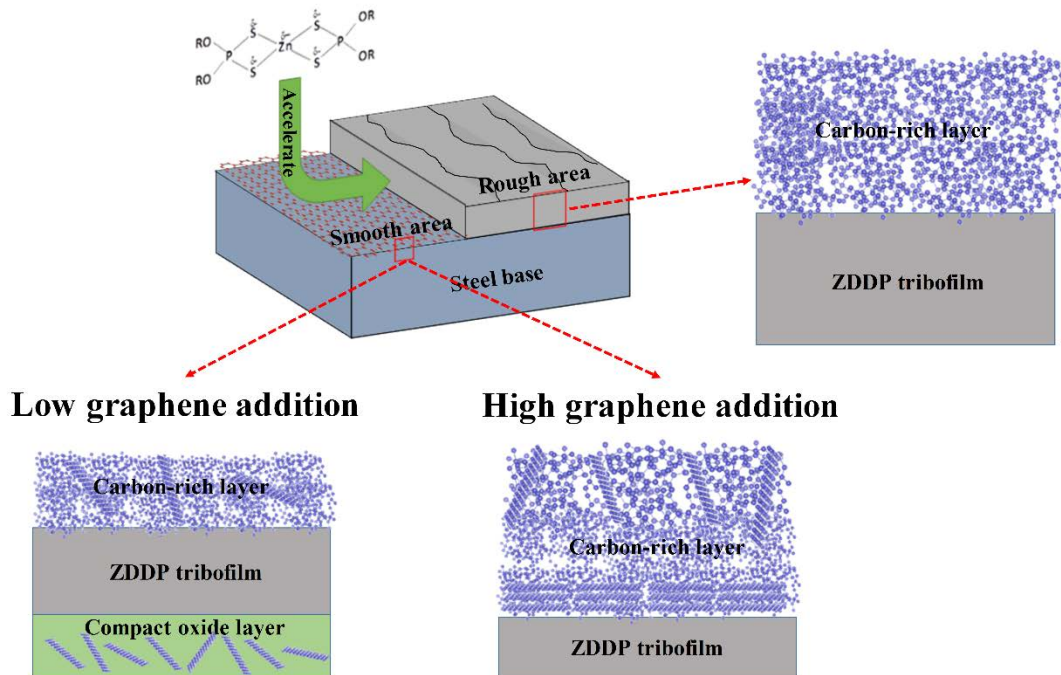 RO
RO
P
S
S
Zn
S
S
P
OR
OR
Accelerate
Rough area
Smooth area
Steel base
Carbon-rich layer
ZDDP tribofilm
Low graphene addition
High graphene addition
Carbon-rich layer
ZDDP tribofilm
Compact oxide layer
Carbon-rich layer
ZDDP tribofilm